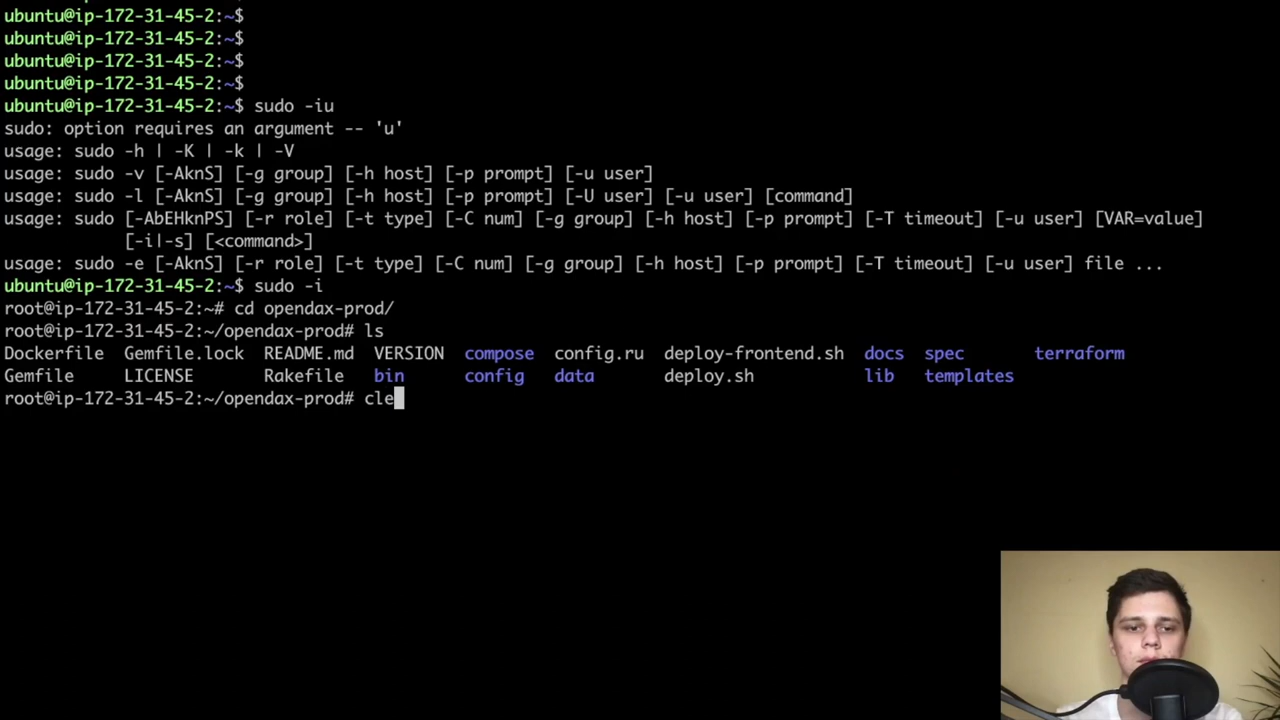 ubuntu@ip-172-31-45-2:~$
ubuntu@ip-172-31-45-2:~$
ubuntu@ip-172-31-45-2:~$
ubuntu@ip-172-31-45-2:~$
ubuntu@ip-172-31-45-2:~$ sudo -iu
sudo: option requires an argument -- 'u'
usage: sudo -h | -K | -k | -V
usage: sudo -v [-AknS] [-g group] [-h host] [-p prompt] [-u user]
usage: sudo -l [-AknS] [-g group] [-h host] [-p prompt] [-U user] [-u user] [command]
usage: sudo [-AbEHknPS] [-r role] [-t type] [-C num] [-g group] [-h host] [-p prompt] [-T timeout] [-u user] [VAR=value]
[-i|-s] [<command>]
usage: sudo -e [-AknS] [-r role] [-t type] [-C num] [-g group] [-h host] [-p prompt] [-T timeout] [-u user] file ...
ubuntu@ip-172-31-45-2:~$ sudo -i
root@ip-172-31-45-2:~# cd opendax-prod/
root@ip-172-31-45-2:~/opendax-prod# ls
Dockerfile Gemfile.lock README.md VERSION compose config.ru deploy-frontend.sh docs spec terraform
Gemfile LICENSE Rakefile bin config data deploy.sh lib templates
root@ip-172-31-45-2:~/opendax-prod# cle